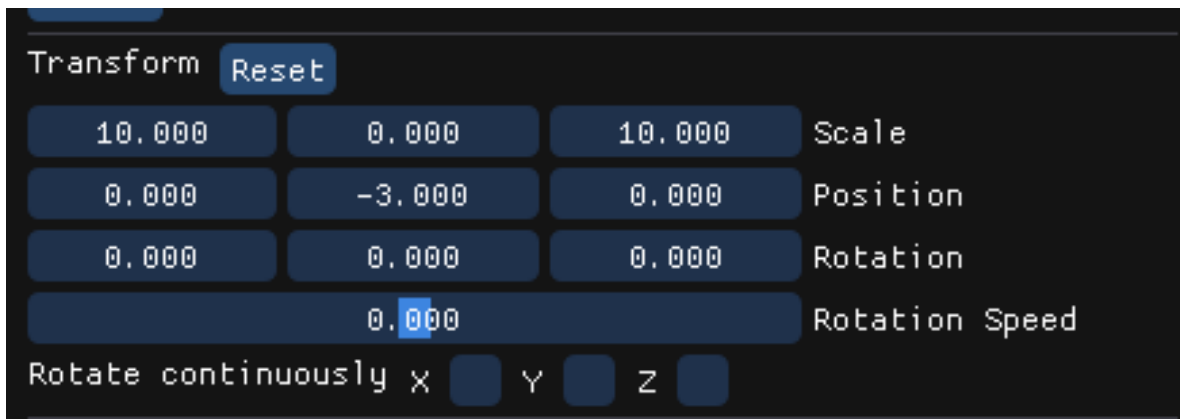 Transform Reset
10.000 0.000 10.000 Scale
0.000 -3.000 0.000 Position
0.000 0.000 0.000 Rotation
0.000 Rotation Speed
Rotate continuously X Y Z